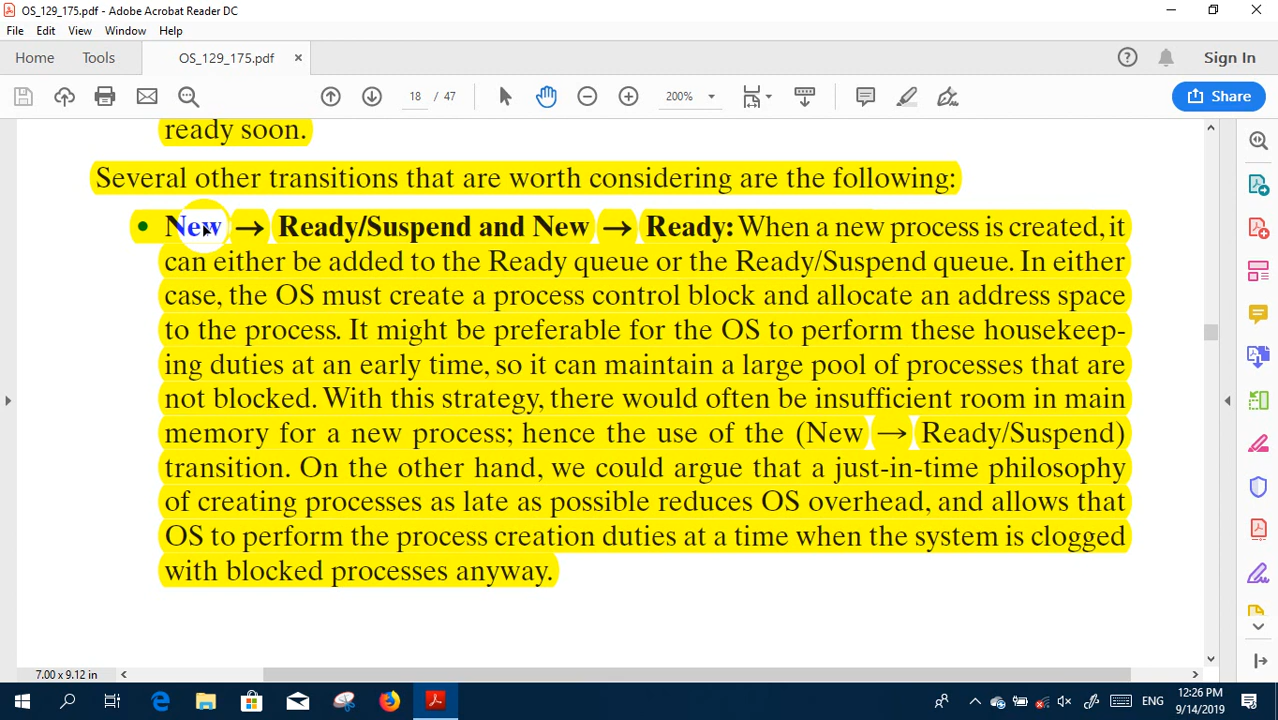 OS_129_175.pdf - Adobe Acrobat Reader DC
File Edit View Window Help
Home Tools OS_129_175.pdf × Sign In
18 / 47 200% Share
ready soon.
Several other transitions that are worth considering are the following:
• New → Ready/Suspend and New → Ready: When a new process is created, it
can either be added to the Ready queue or the Ready/Suspend queue. In either
case, the OS must create a process control block and allocate an address space
to the process. It might be preferable for the OS to perform these housekeep-
ing duties at an early time, so it can maintain a large pool of processes that are
not blocked. With this strategy, there would often be insufficient room in main
memory for a new process; hence the use of the (New → Ready/Suspend)
transition. On the other hand, we could argue that a just-in-time philosophy
of creating processes as late as possible reduces OS overhead, and allows that
OS to perform the process creation duties at a time when the system is clogged
with blocked processes anyway.
7.00 x 9.12 in
ENG 12:26 PM
9/14/2019